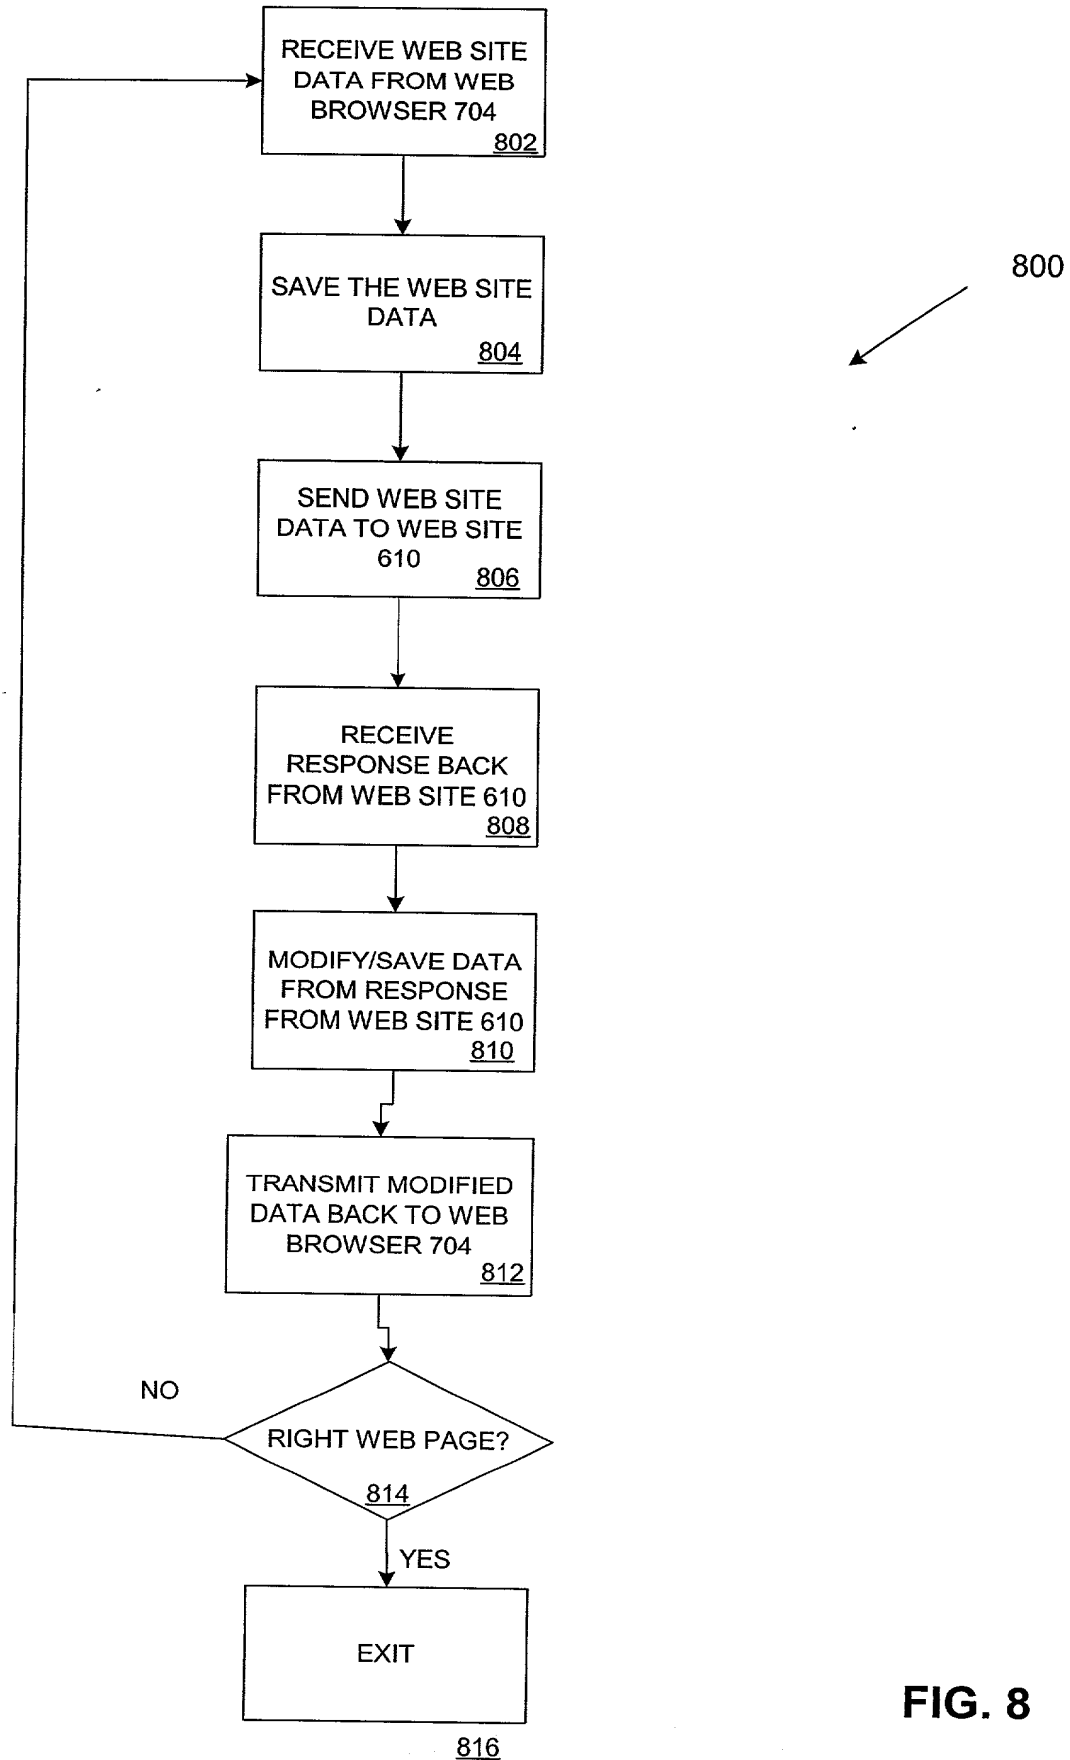 RECEIVE WEB SITE
DATA FROM WEB
BROWSER 704
802
800
SAVE THE WEB SITE
DATA
804
SEND WEB SITE
DATA TO WEB SITE
610
806
RECEIVE
RESPONSE BACK
FROM WEB SITE 610
808
MODIFY/SAVE DATA
FROM RESPONSE
FROM WEB SITE 610
810
TRANSMIT MODIFIED
DATA BACK TO WEB
BROWSER 704
812
NO
RIGHT WEB PAGE?
814
YES
EXIT
816
FIG. 8